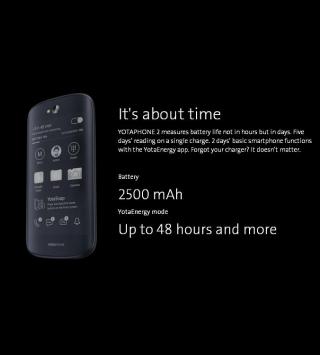 It's about time
YOTAPHONE 2 measures battery life not in hours but in days. Five
days' reading on a single charge. 2 days' basic smartphone functions
with the YotaEnergy app. Forgot your charger? It doesn't matter.
Battery
2500 mAh
YotaEnergy mode
Up to 48 hours and more